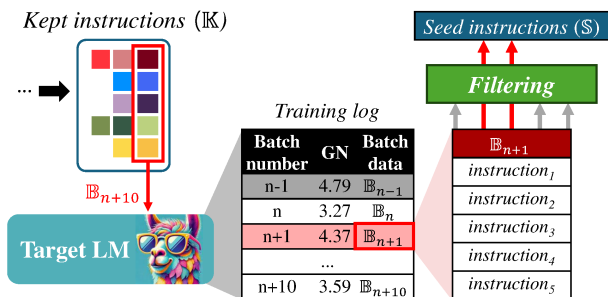 Kept instructions (𝕂)
Seed instructions (𝕊)
Filtering
...
Training log
𝔹n+10
Target LM
Batch number GN Batch data
n-1 4.79 𝔹n−1
n 3.27 𝔹n
n+1 4.37 𝔹n+1
...
n+10 3.59 𝔹n+10
𝔹n+1
instruction1
instruction2
instruction3
instruction4
instruction5